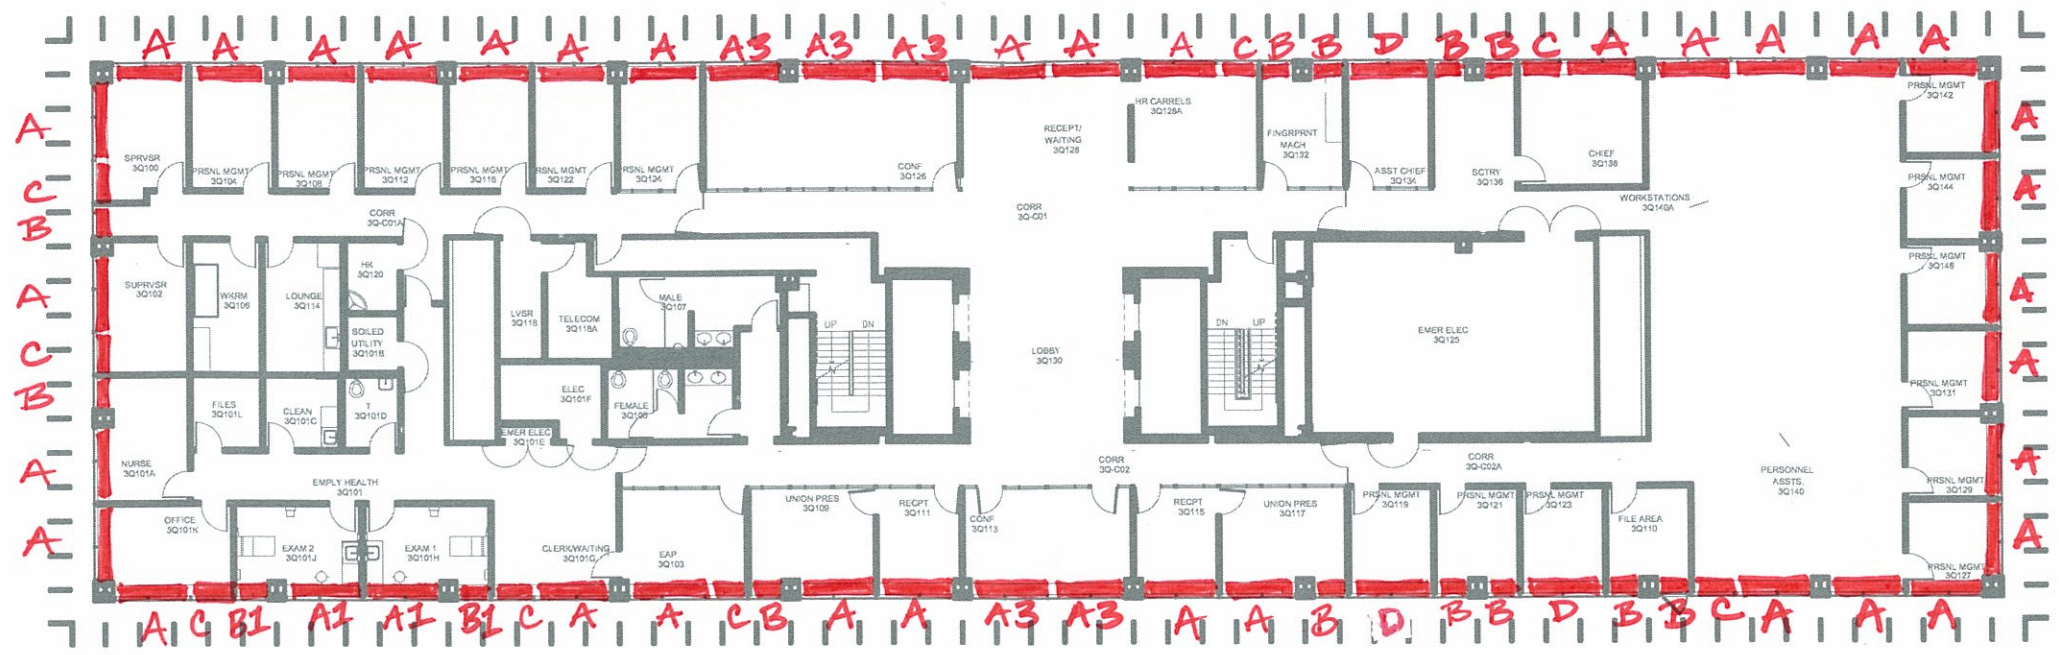 A A A A A A A A3 A3 A3 A A A C B B D B B C A A A A A
A
C
B
A
C
B
A
A
SPRVSR
3Q100
PRSNL MGMT
3Q104
PRSNL MGMT
3Q108
PRSNL MGMT
3Q112
PRSNL MGMT
3Q116
PRSNL MGMT
3Q122
PRSNL MGMT
3Q124
CONF
3Q126
RECEPT/
WAITING
3Q128
HR CARRELS
3Q128A
FINGRPRNT
MACH
3Q132
ASST CHIEF
3Q134
SCTRY
3Q136
CHIEF
3Q138
PRSNL MGMT
3Q142
PRSNL MGMT
3Q144
WORKSTATIONS
3Q140A
CORR
3Q-C01A
CORR
3Q-C01
SUPRVSR
3Q102
WKRM
3Q106
LOUNGE
3Q114
HK
3Q120
SOILED
UTILITY
3Q101B
LVSR
3Q118
TELECOM
3Q118A
MALE
3Q107
UP DN
LOBBY
3Q130
DN UP
EMER ELEC
3Q125
PRSNL MGMT
3Q146
PRSNL MGMT
3Q131
FILES
3Q101L
CLEAN
3Q101C
T
3Q101D
ELEC
3Q101F
FEMALE
3Q105
EMER ELEC
3Q101E
NURSE
3Q101A
EMPLY HEALTH
3Q101
CORR
3Q-C02
CORR
3Q-C02A
PERSONNEL
ASSTS.
3Q140
PRSNL MGMT
3Q129
OFFICE
3Q101K
EXAM 2
3Q101J
EXAM 1
3Q101H
CLERK/WAITING
3Q101G
EAP
3Q103
UNION PRES
3Q109
RECPT
3Q111
CONF
3Q113
RECPT
3Q115
UNION PRES
3Q117
PRSNL MGMT
3Q119
PRSNL MGMT
3Q121
PRSNL MGMT
3Q123
FILE AREA
3Q110
PRSNL MGMT
3Q127
A
A
A
A
A
A
A C B1 A1 A1 B1 C A A C B A A A3 A3 A A B D B B D B B C A A A